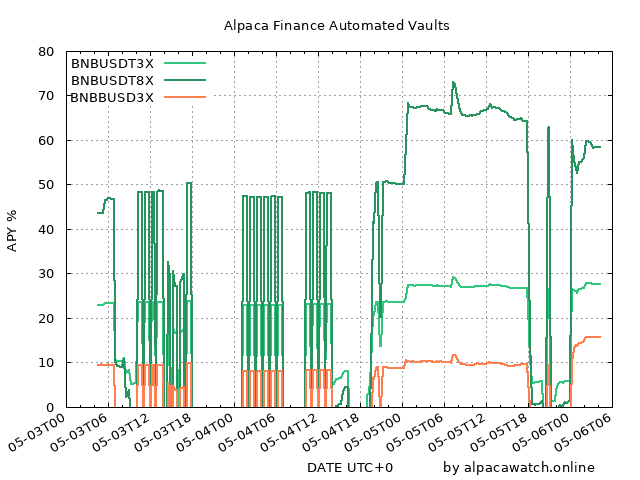 Alpaca Finance Automated Vaults
BNBUSDT3X
BNBUSDT8X
BNBBUSD3X
80
70
60
50
40
30
20
10
0
APY %
05-03T00
05-03T06
05-03T12
05-03T18
05-04T00
05-04T06
05-04T12
05-04T18
05-05T00
05-05T06
05-05T12
05-05T18
05-06T00
05-06T06
DATE UTC+0
by alpacawatch.online